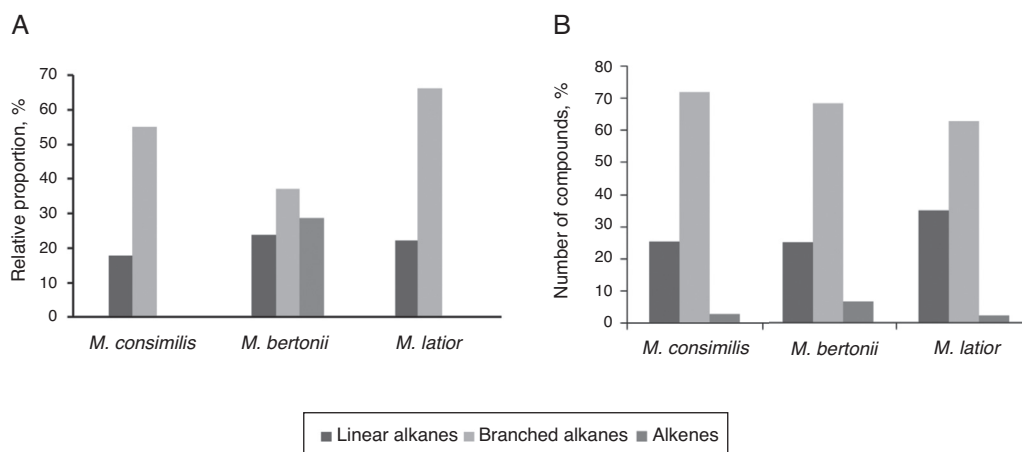 A
Relative proportion, %
70
60
50
40
30
20
10
0
M. consimilis M. bertonii M. latior
B
Number of compounds, %
80
70
60
50
40
30
20
10
0
M. consimilis M. bertonii M. latior
Linear alkanes Branched alkanes Alkenes